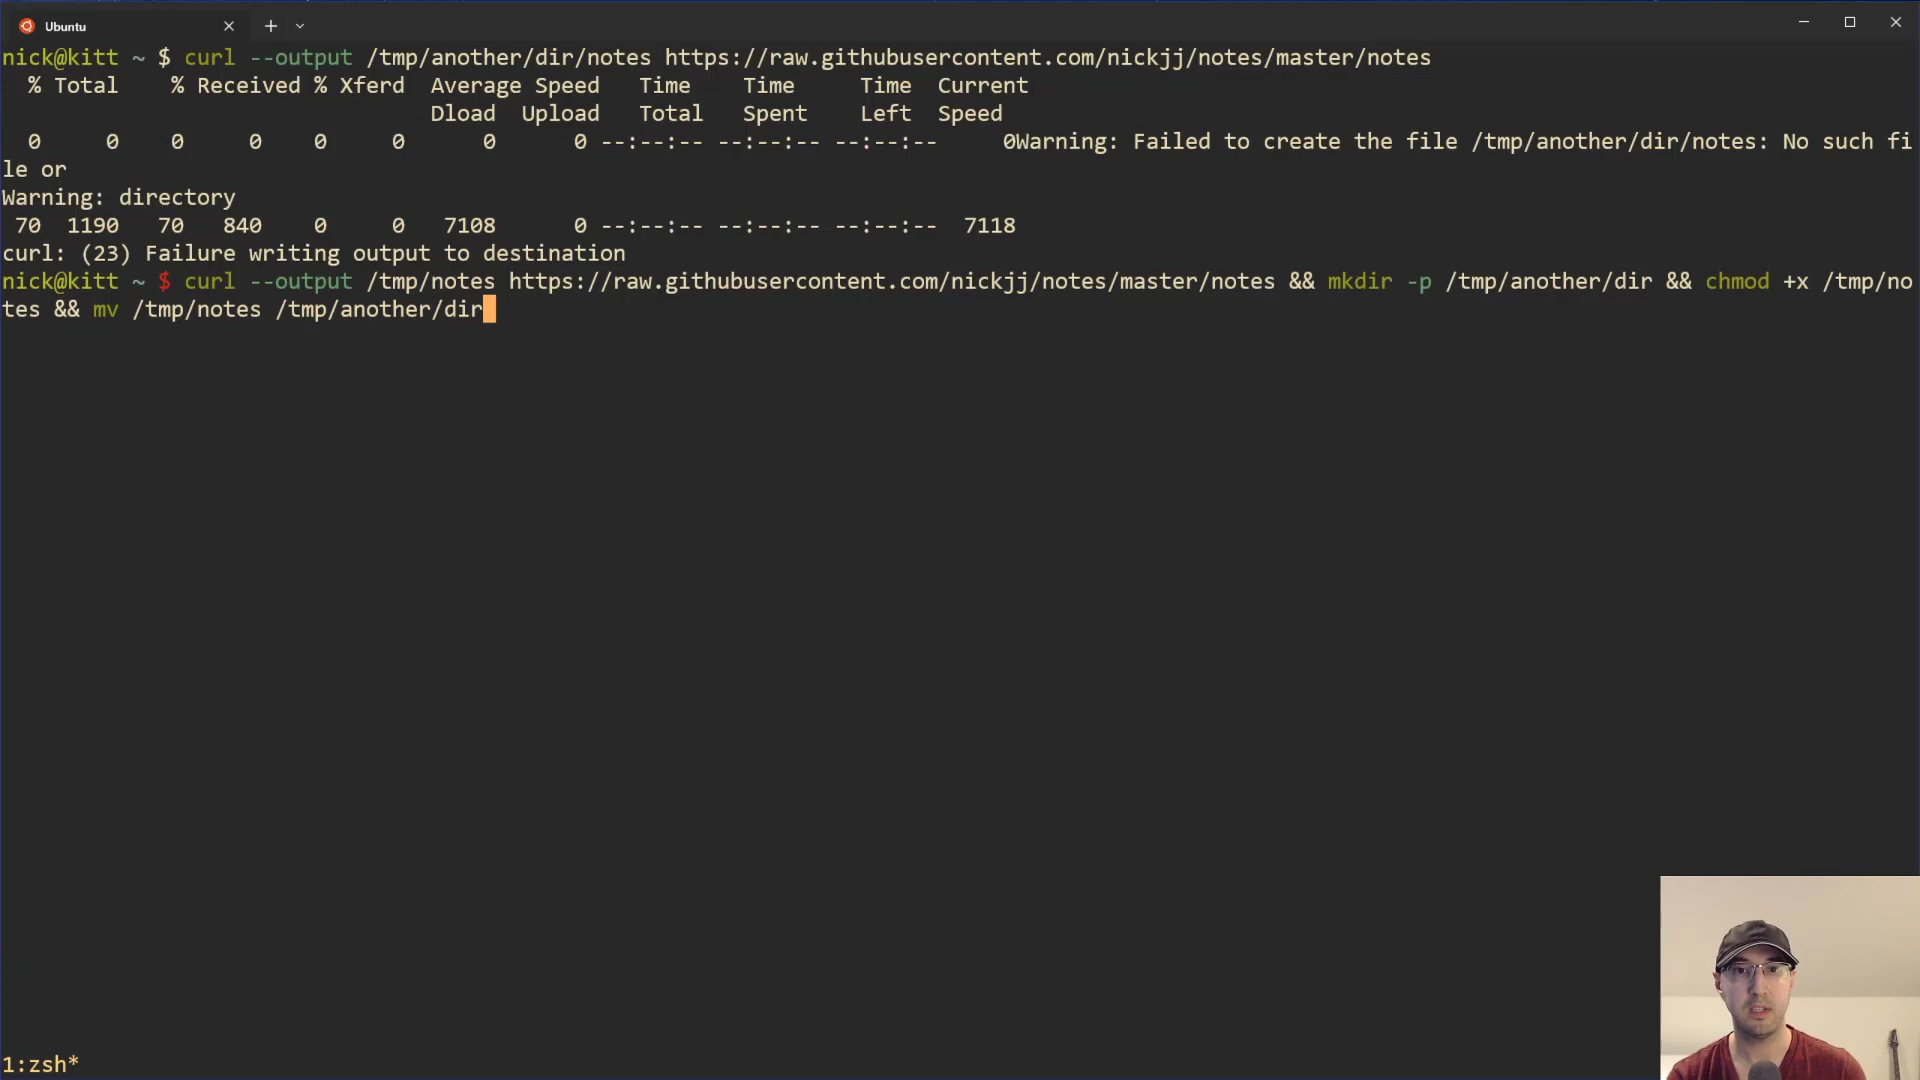 Ubuntu
nick@kitt ~ $ curl --output /tmp/another/dir/notes https://raw.githubusercontent.com/nickjj/notes/master/notes
% Total % Received % Xferd Average Speed Time Time Time Current
Dload Upload Total Spent Left Speed
0 0 0 0 0 0 0 0 --:--:-- --:--:-- --:--:-- 0Warning: Failed to create the file /tmp/another/dir/notes: No such fi
le or
Warning: directory
70 1190 70 840 0 0 7108 0 --:--:-- --:--:-- --:--:-- 7118
curl: (23) Failure writing output to destination
nick@kitt ~ $ curl --output /tmp/notes https://raw.githubusercontent.com/nickjj/notes/master/notes && mkdir -p /tmp/another/dir && chmod +x /tmp/no
tes && mv /tmp/notes /tmp/another/dir
1:zsh*